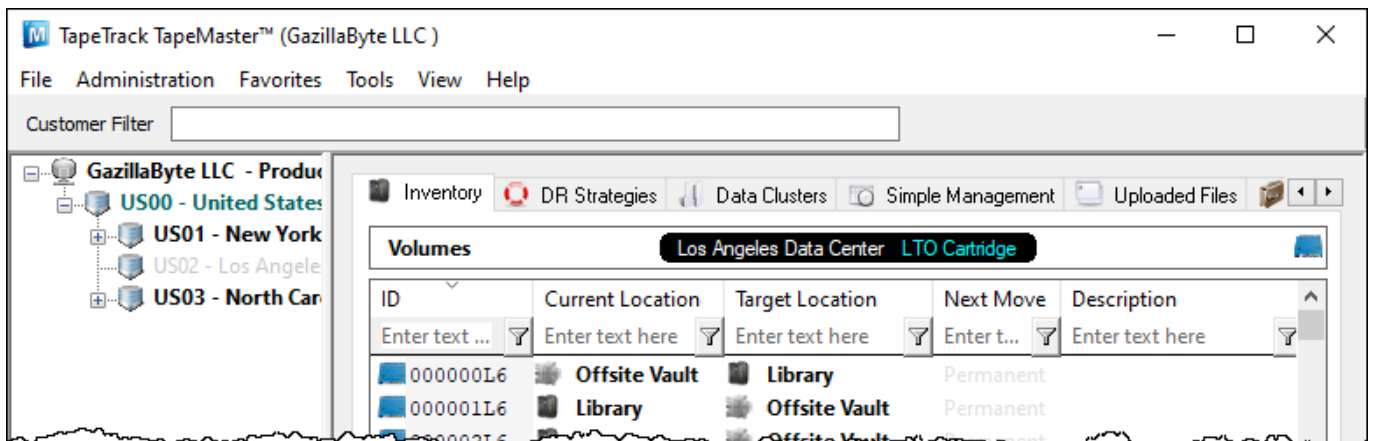 TapeTrack TapeMaster™ (GazillaByte LLC )
File Administration Favorites Tools View Help
Customer Filter
GazillaByte LLC - Produc
US00 - United States
US01 - New York
US02 - Los Angele
US03 - North Car
Inventory DR Strategies Data Clusters Simple Management Uploaded Files
Volumes Los Angeles Data Center LTO Cartridge
ID Current Location Target Location Next Move Description
Enter text ... Enter text here Enter text here Enter t... Enter text here
000000L6 Offsite Vault Library Permanent
000001L6 Library Offsite Vault Permanent
Offsite Vault